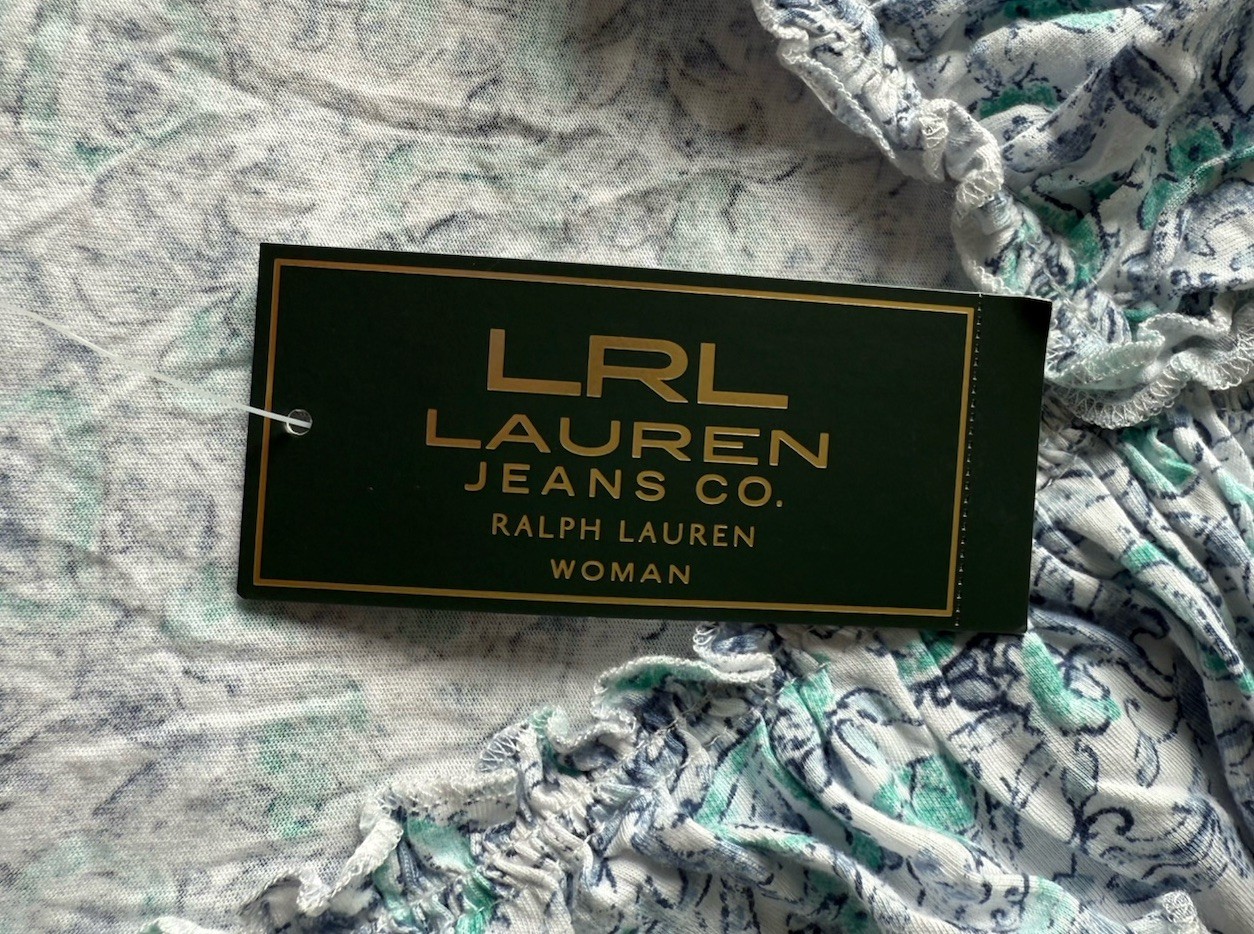 LRL
LAUREN
JEANS CO.
RALPH LAUREN
WOMAN